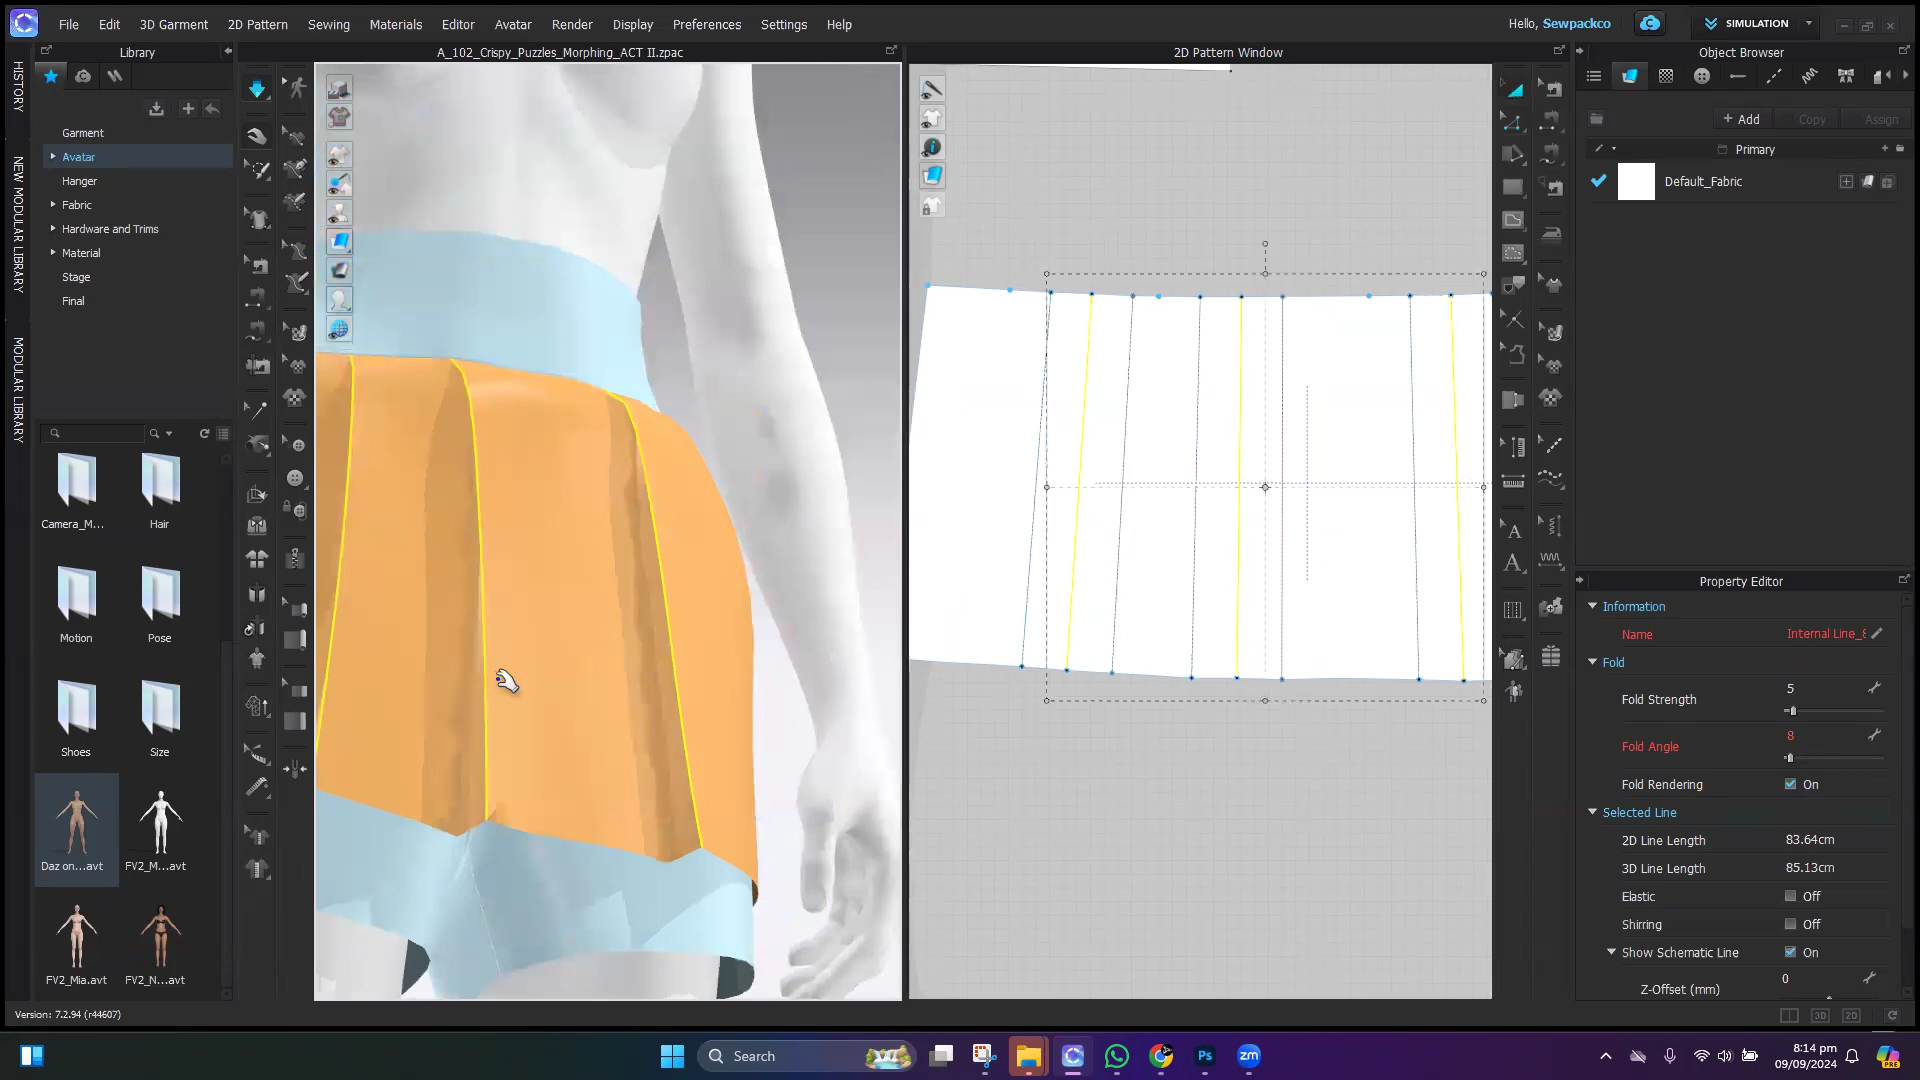 File Edit 3D Garment 2D Pattern Sewing Materials Editor Avatar Render Display Preferences Settings Help
Hello, Sewpackco
SIMULATION
Library
A_102_Crispy_Puzzles_Morphing_ACT II.zpac
2D Pattern Window
Object Browser
HISTORY
NEW MODULAR LIBRARY
MODULAR LIBRARY
Garment
Avatar
Hanger
Fabric
Hardware and Trims
Material
Stage
Final
+ Add
Copy
Assign
Primary
Default_Fabric
Camera_M...
Hair
Motion
Pose
Shoes
Size
Daz on....avt
FV2_M....avt
FV2_Mia.avt
FV2_N....avt
Property Editor
Information
Name
Internal Line_
Fold
Fold Strength
5
Fold Angle
8
Fold Rendering
On
Selected Line
2D Line Length
83.64cm
3D Line Length
85.13cm
Elastic
Off
Shirring
Off
Show Schematic Line
On
Z-Offset (mm)
0
Version: 7.2.94 (r44607)
3D
2D
Search
Ps
zm
8:14 pm
09/09/2024
PRE